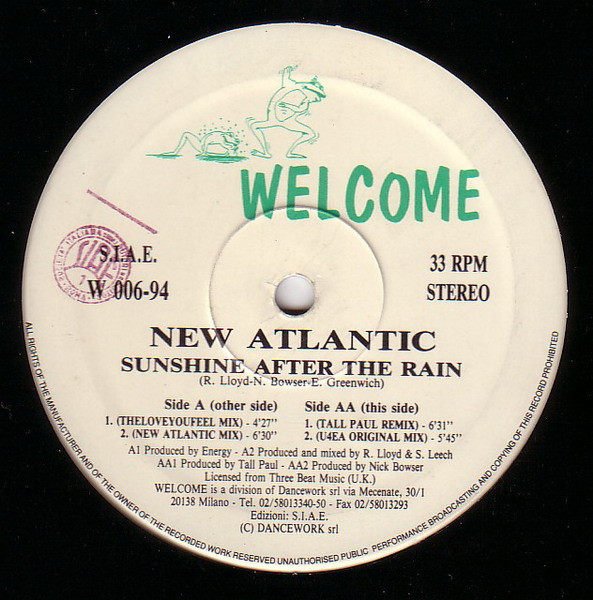 WELCOME
S.I.A.E.
W 006-94
33 RPM
STEREO
NEW ATLANTIC
SUNSHINE AFTER THE RAIN
(R. Lloyd-N. Bowser-E. Greenwich)
Side A (other side)
1. (THELOVEYOUFEEL MIX) - 4'27"
2. (NEW ATLANTIC MIX) - 6'30"
Side AA (this side)
1. (TALL PAUL REMIX) - 6'31"
2. (U4EA ORIGINAL MIX) - 5'45"
A1 Produced by Energy - A2 Produced and mixed by R. Lloyd & S. Leech
AA1 Produced by Tall Paul - AA2 Produced by Nick Bowser
Licensed from Three Beat Music (U.K.)
WELCOME is a division of Dancework srl via Mecenate, 30/1
20138 Milano - Tel. 02/58013340-50 - Fax 02/58013293
Edizioni: S.I.A.E.
(C) DANCEWORK srl
ALL RIGHTS OF THE MANUFACTURER AND OF THE OWNER OF THE RECORDED WORK RESERVED UNAUTHORISED PUBLIC PERFORMANCE BROADCASTING AND COPYING OF THIS RECORD PROHIBITED